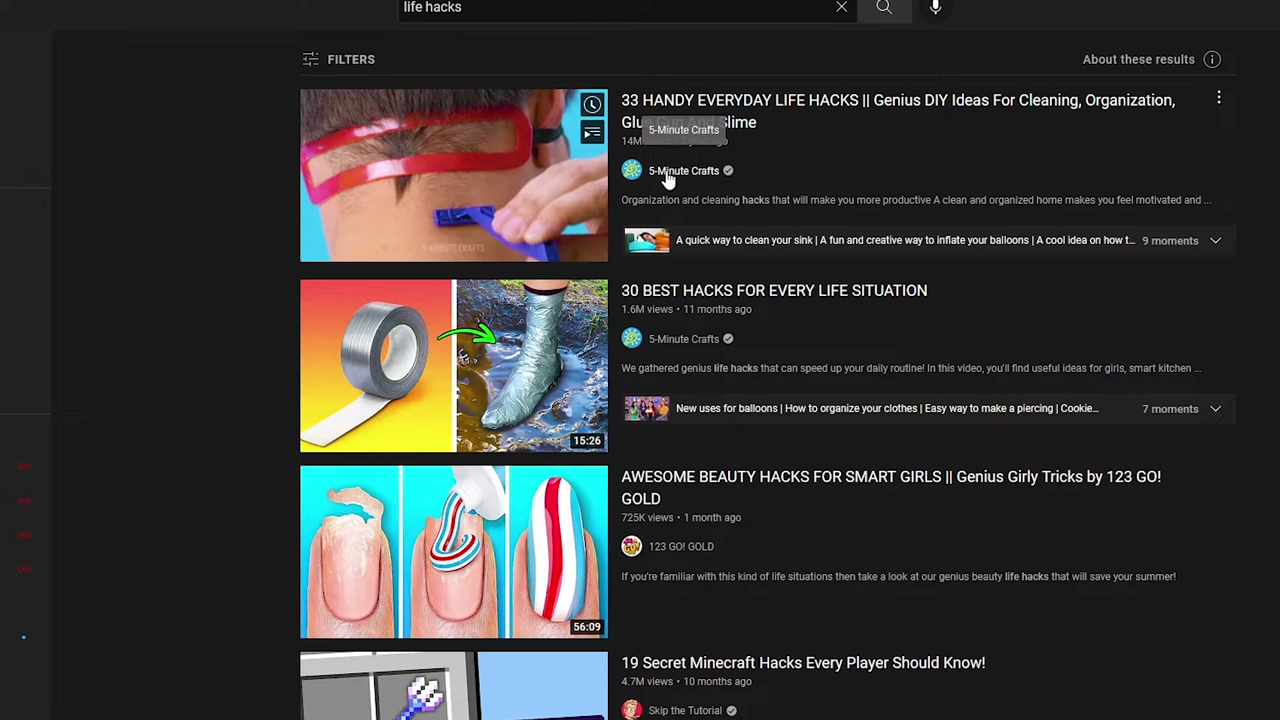 life hacks
FILTERS
About these results
33 HANDY EVERYDAY LIFE HACKS || Genius DIY Ideas For Cleaning, Organization,
Glue Gun And Slime
5-Minute Crafts
14M
ago
5-Minute Crafts
Organization and cleaning hacks that will make you more productive A clean and organized home makes you feel motivated and ...
5-MINUTE CRAFTS
A quick way to clean your sink | A fun and creative way to inflate your balloons | A cool idea on how t...
9 moments
30 BEST HACKS FOR EVERY LIFE SITUATION
1.6M views • 11 months ago
5-Minute Crafts
We gathered genius life hacks that can speed up your daily routine! In this video, you'll find useful ideas for girls, smart kitchen ...
New uses for balloons | How to organize your clothes | Easy way to make a piercing | Cookie...
7 moments
15:26
AWESOME BEAUTY HACKS FOR SMART GIRLS || Genius Girly Tricks by 123 GO!
GOLD
725K views • 1 month ago
123 GO! GOLD
If you're familiar with this kind of life situations then take a look at our genius beauty life hacks that will save your summer!
56:09
19 Secret Minecraft Hacks Every Player Should Know!
4.7M views • 10 months ago
Skip the Tutorial